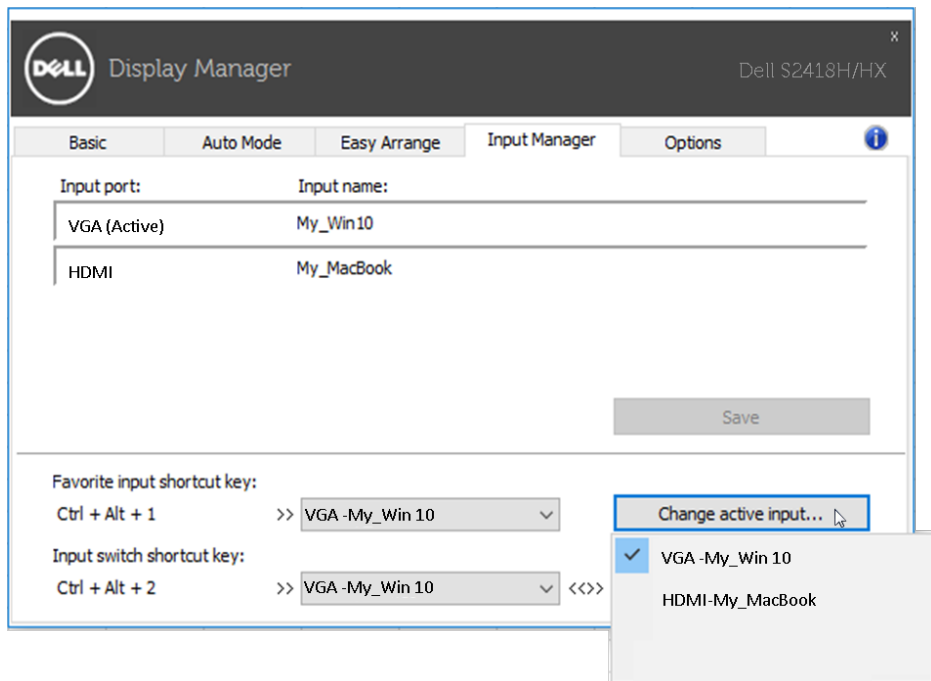 x
DELL Display Manager
Dell S2418H/HX
Basic Auto Mode Easy Arrange Input Manager Options i
Input port: Input name:
VGA (Active) My_Win10
HDMI My_MacBook
Save
Favorite input shortcut key:
Ctrl + Alt + 1 >> VGA -My_Win 10 Change active input...
Input switch shortcut key:
Ctrl + Alt + 2 >> VGA -My_Win 10 <<>>
VGA -My_Win 10
HDMI-My_MacBook